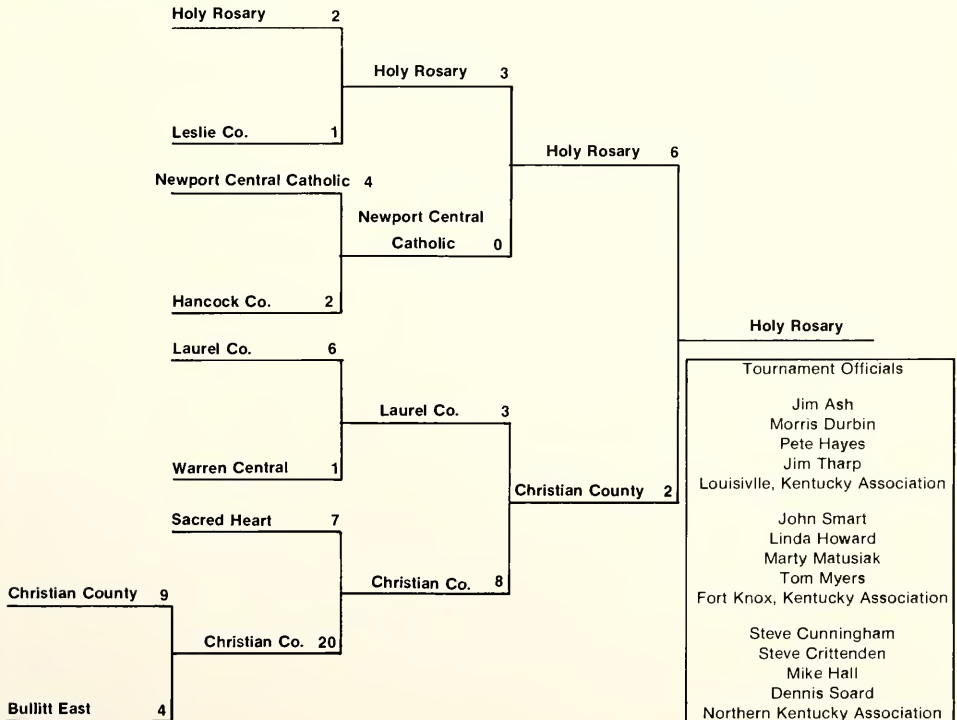 Holy Rosary 2
Holy Rosary 3
Leslie Co. 1
Holy Rosary 6
Newport Central Catholic 4
Newport Central
Catholic 0
Hancock Co. 2
Holy Rosary
Laurel Co. 6
Laurel Co. 3
Warren Central 1
Christian County 2
Sacred Heart 7
Christian Co. 8
Christian County 9
Christian Co. 20
Bullitt East 4
Tournament Officials
Jim Ash
Morris Durbin
Pete Hayes
Jim Tharp
Louisivlle, Kentucky Association
John Smart
Linda Howard
Marty Matusiak
Tom Myers
Fort Knox, Kentucky Association
Steve Cunningham
Steve Crittenden
Mike Hall
Dennis Soard
Northern Kentucky Association